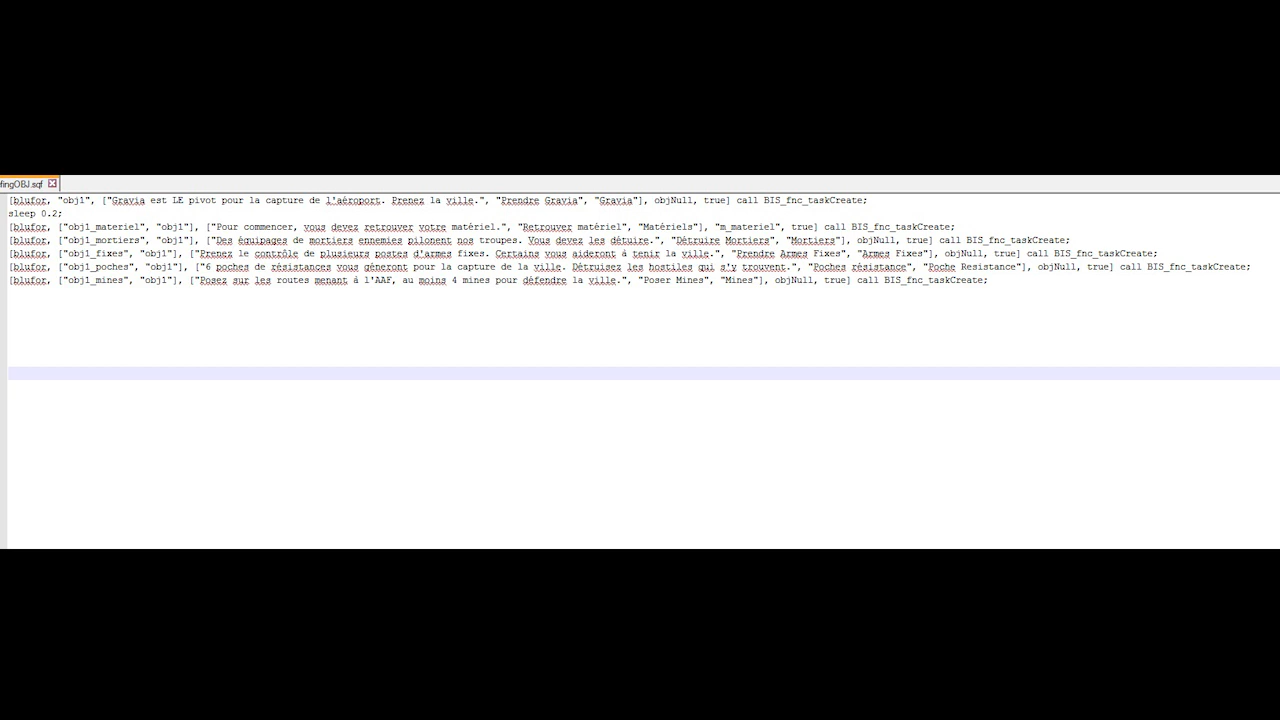 fingOBJ.sqf
[blufor, "obj1", ["Gravia est LE pivot pour la capture de l'aéroport. Prenez la ville.", "Prendre Gravia", "Gravia"], objNull, true] call BIS_fnc_taskCreate;
sleep 0.2;
[blufor, ["obj1_materiel", "obj1"], ["Pour commencer, vous devez retrouver votre matériel.", "Retrouver matériel", "Matériels"], "m_materiel", true] call BIS_fnc_taskCreate;
[blufor, ["obj1_mortiers", "obj1"], ["Des équipages de mortiers ennemies pilonent nos troupes. Vous devez les détuire.", "Détruire Mortiers", "Mortiers"], objNull, true] call BIS_fnc_taskCreate;
[blufor, ["obj1_fixes", "obj1"], ["Prenez le contrôle de plusieurs postes d'armes fixes. Certains vous aideront à tenir la ville.", "Prendre Armes Fixes", "Armes Fixes"], objNull, true] call BIS_fnc_taskCreate;
[blufor, ["obj1_poches", "obj1"], ["6 poches de résistances vous géneront pour la capture de la ville. Détruisez les hostiles qui s'y trouvent.", "Poches résistance", "Poche Resistance"], objNull, true] call BIS_fnc_taskCreate;
[blufor, ["obj1_mines", "obj1"], ["Posez sur les routes menant à l'AAF, au moins 4 mines pour défendre la ville.", "Poser Mines", "Mines"], objNull, true] call BIS_fnc_taskCreate;